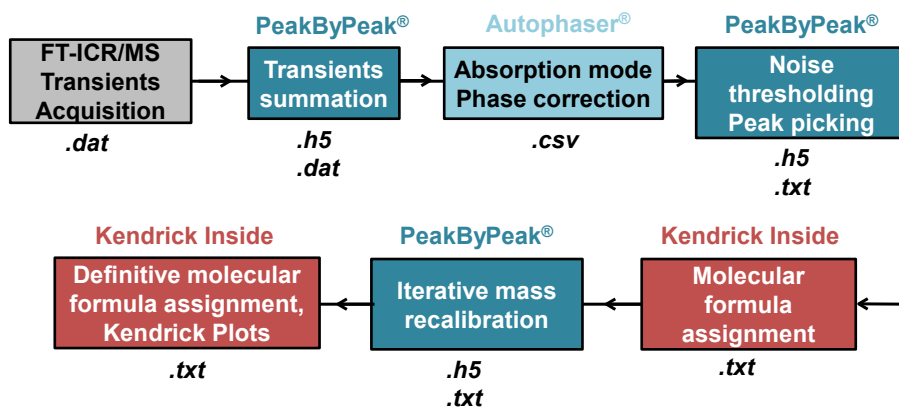 PeakByPeak®
Autophaser®
PeakByPeak®
FT-ICR/MS
Transients
Acquisition
Transients
summation
Absorption mode
Phase correction
Noise
thresholding
Peak picking
.dat
.h5
.dat
.csv
.h5
.txt
Kendrick Inside
PeakByPeak®
Kendrick Inside
Definitive molecular
formula assignment,
Kendrick Plots
Iterative mass
recalibration
Molecular
formula
assignment
.txt
.h5
.txt
.txt